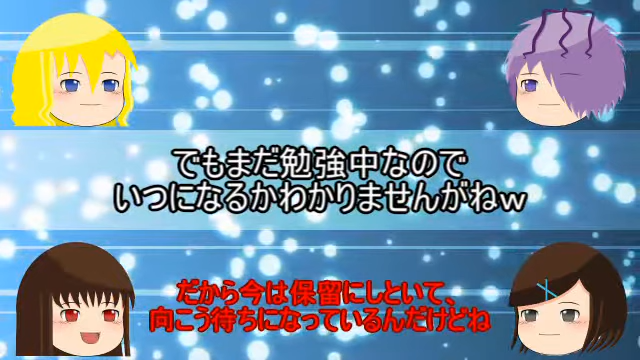 でもまだ勉強中なので
いつになるかわかりませんがねw
だから今は保留にしといて、
向こう待ちになっているんだけどね